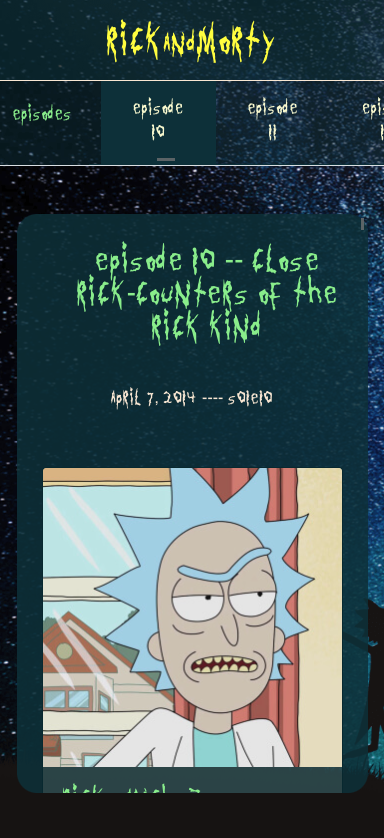 RickandMorty
episodes
episode
10
episode
11
episode 10 -- Close
Rick-Counters of the
Rick Kind
April 7, 2014 ---- S01E10